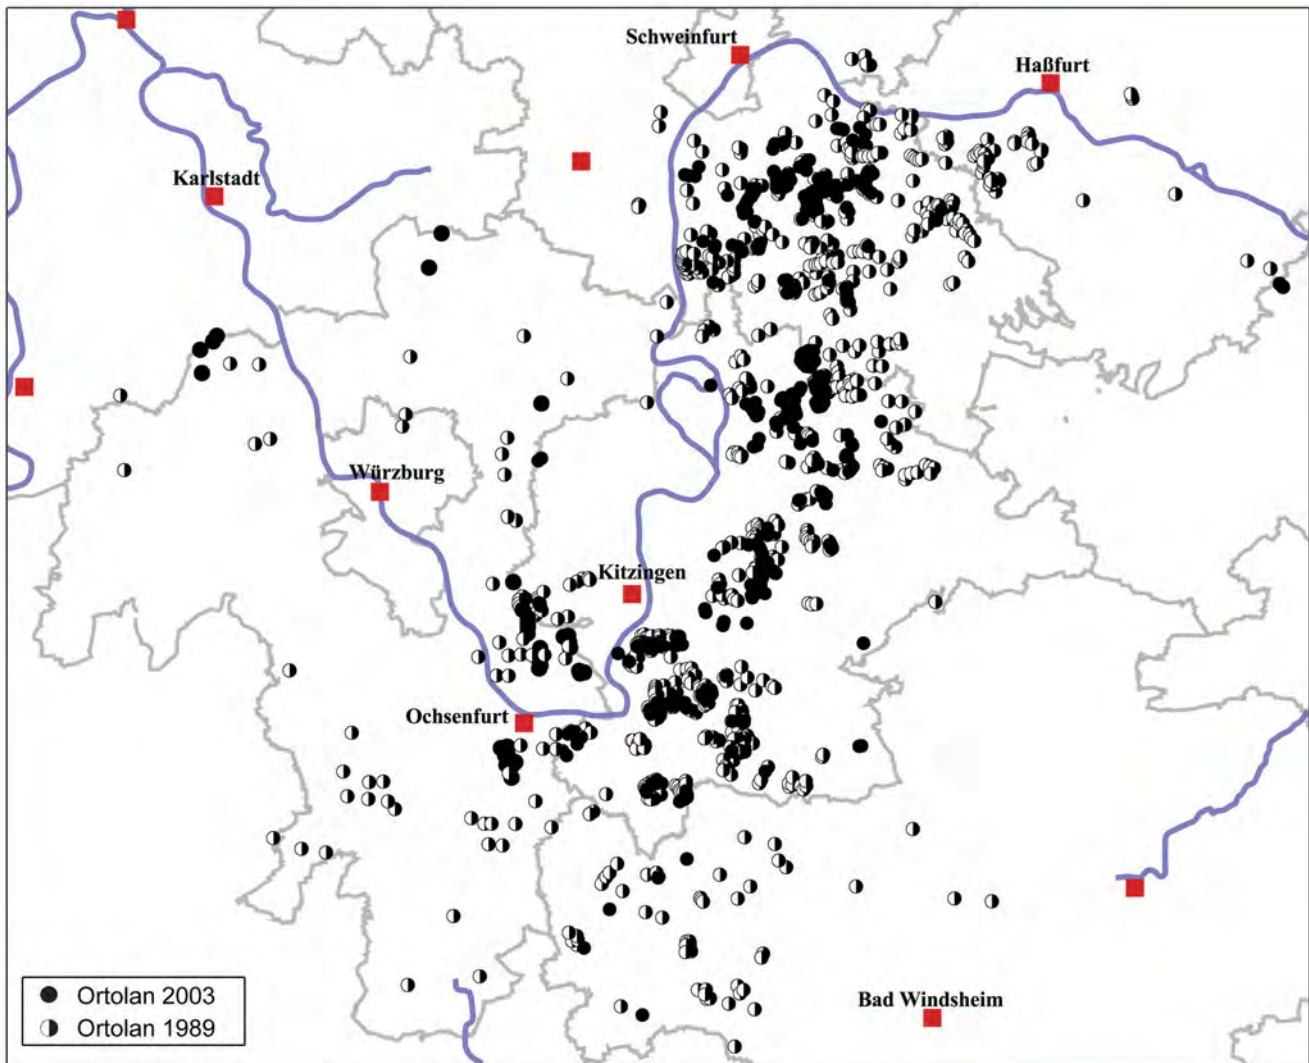 Schweinfurt
Haßfurt
Karlstadt
Würzburg
Kitzingen
Ochsenfurt
Bad Windsheim
Ortolan 2003
Ortolan 1989